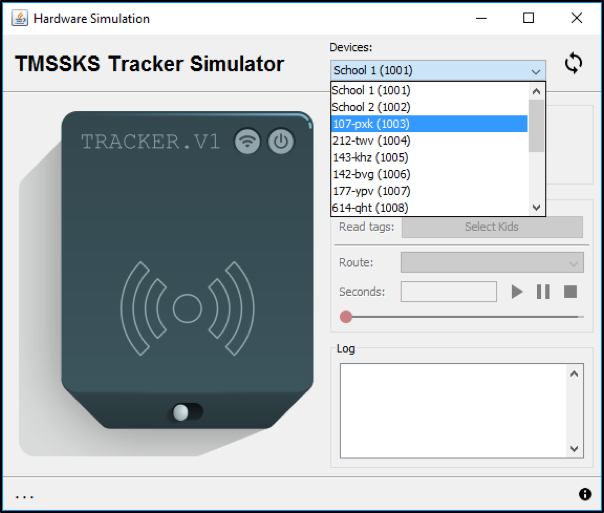 Hardware Simulation
TMSSKS Tracker Simulator
Devices:
School 1 (1001)
School 1 (1001)
School 2 (1002)
107-pxk (1003)
212-twv (1004)
143-khz (1005)
142-bvg (1006)
177-ypv (1007)
614-qht (1008)
TRACKER.V1
Read tags:
Select Kids
Route:
Seconds:
Log
...